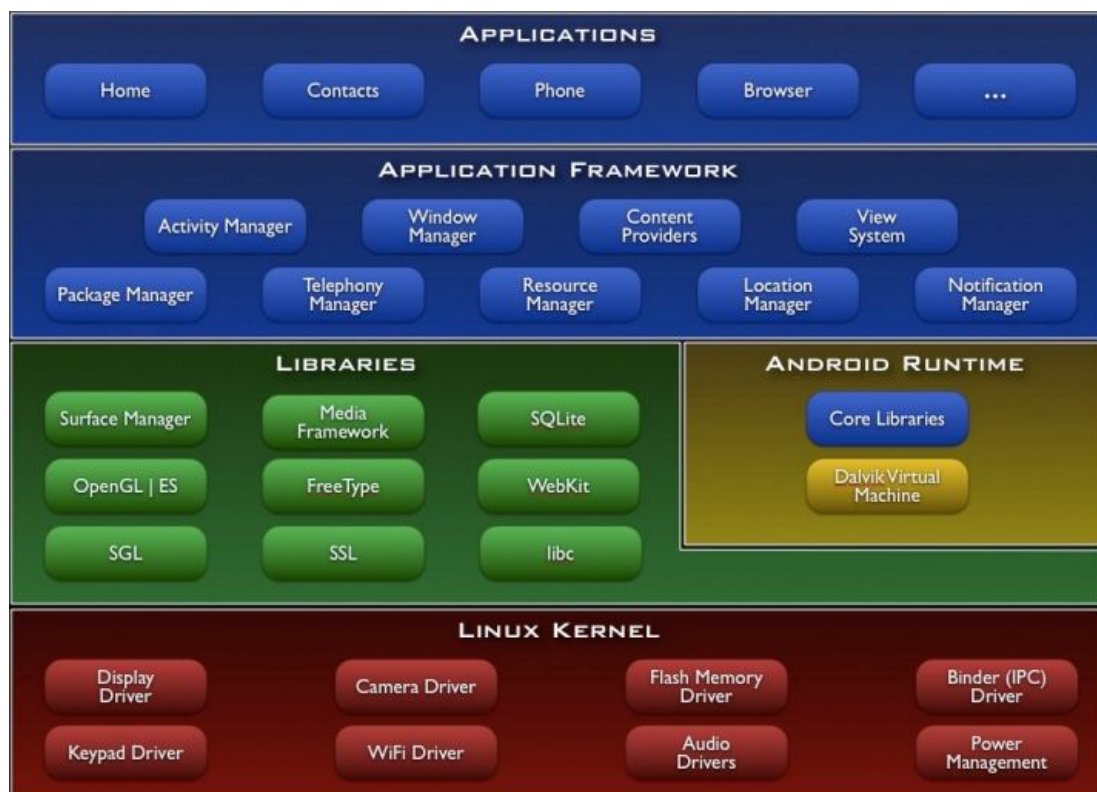 APPLICATIONS
Home
Contacts
Phone
Browser
...
APPLICATION FRAMEWORK
Activity Manager
Window
Manager
Content
Providers
View
System
Package Manager
Telephony
Manager
Resource
Manager
Location
Manager
Notification
Manager
LIBRARIES
Surface Manager
Media
Framework
SQLite
OpenGL | ES
FreeType
WebKit
SGL
SSL
libc
ANDROID RUNTIME
Core Libraries
Dalvik Virtual
Machine
LINUX KERNEL
Display
Driver
Camera Driver
Flash Memory
Driver
Binder (IPC)
Driver
Keypad Driver
WiFi Driver
Audio
Drivers
Power
Management